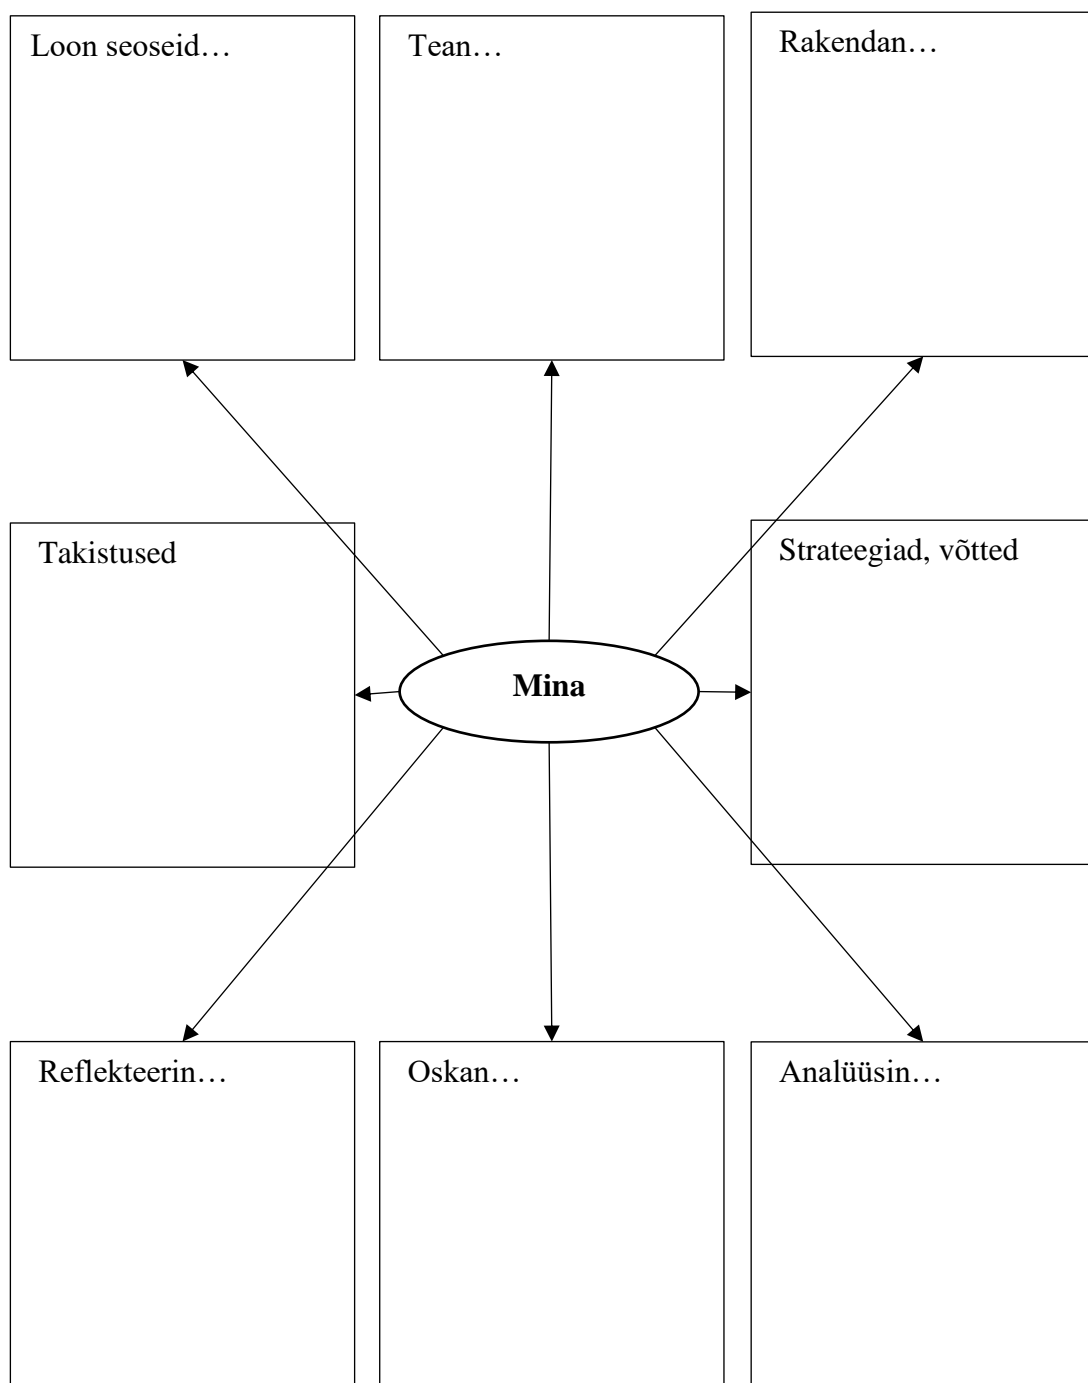 Loon seoseid…
Tean…
Rakendan…
Takistused
Strateegiad, võtted
Mina
Reflekteerin…
Oskan…
Analüüsin…